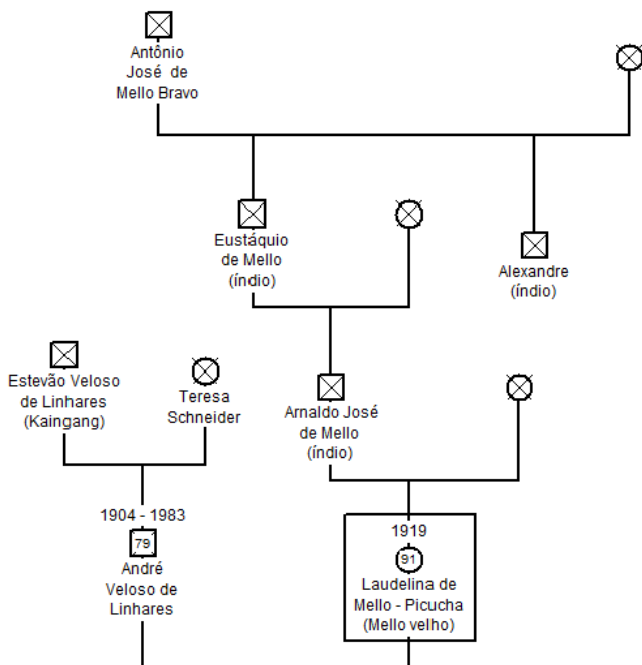 Antônio
José de
Mello Bravo
Eustáquio
de Mello
(índio)
Alexandre
(índio)
Estevão Veloso
de Linhares
(Kaingang)
Teresa
Schneider
Arnaldo José
de Mello
(índio)
1904 - 1983
79
André
Veloso de
Linhares
1919
91
Laudelina de
Mello - Picucha
(Mello velho)